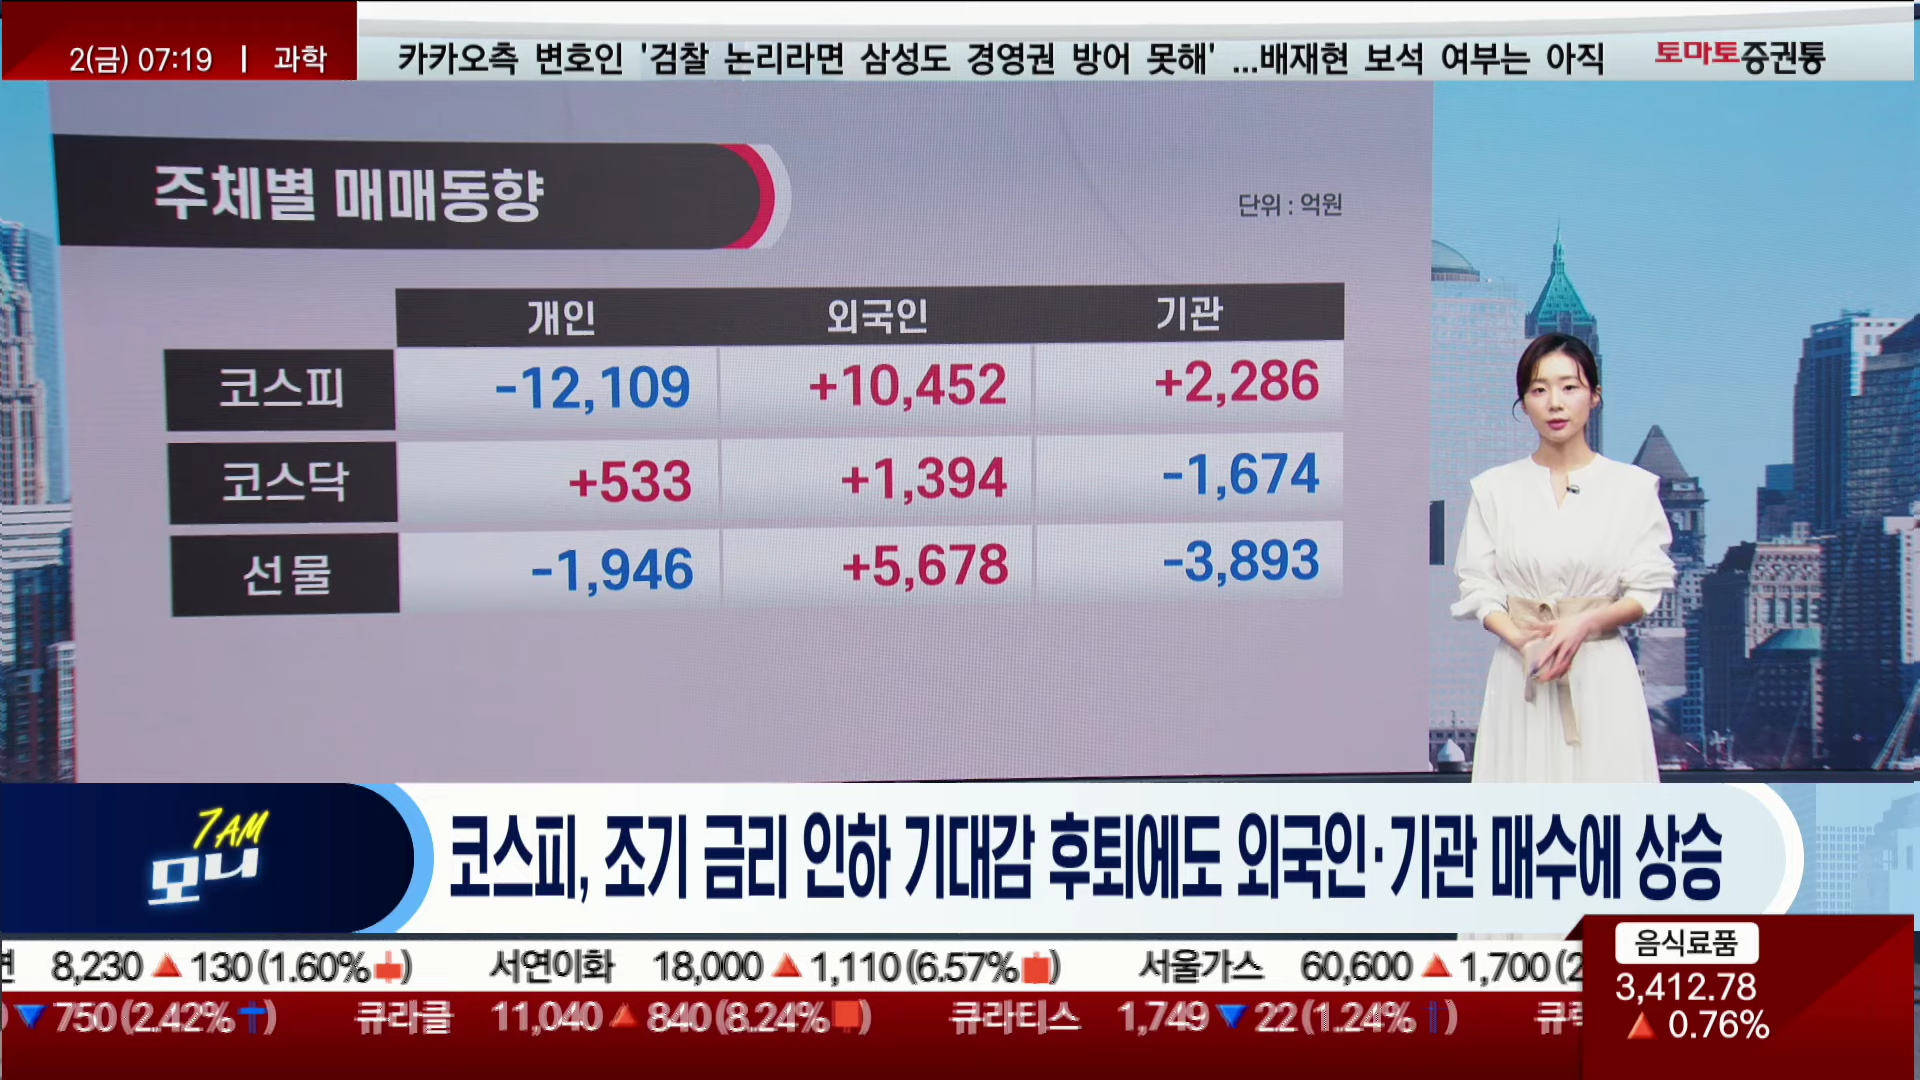 2(금) 07:19 | 과학
카카오측 변호인 '검찰 논리라면 삼성도 경영권 방어 못해' ...배재현 보석 여부는 아직
토마토증권통
주체별 매매동향
단위 : 억원
개인 외국인 기관
코스피 -12,109 +10,452 +2,286
코스닥 +533 +1,394 -1,674
선물 -1,946 +5,678 -3,893
7AM
모니
코스피, 조기 금리 인하 기대감 후퇴에도 외국인·기관 매수에 상승
8,230 ▲ 130 (1.60%) 서연이화 18,000 ▲ 1,110 (6.57%) 서울가스 60,600 ▲ 1,700 (2
▼ 750 (2.42%) 큐라클 11,040 ▲ 840 (8.24%) 큐라티스 1,749 ▼ 22 (1.24%)
음식료품
3,412.78
▲ 0.76%